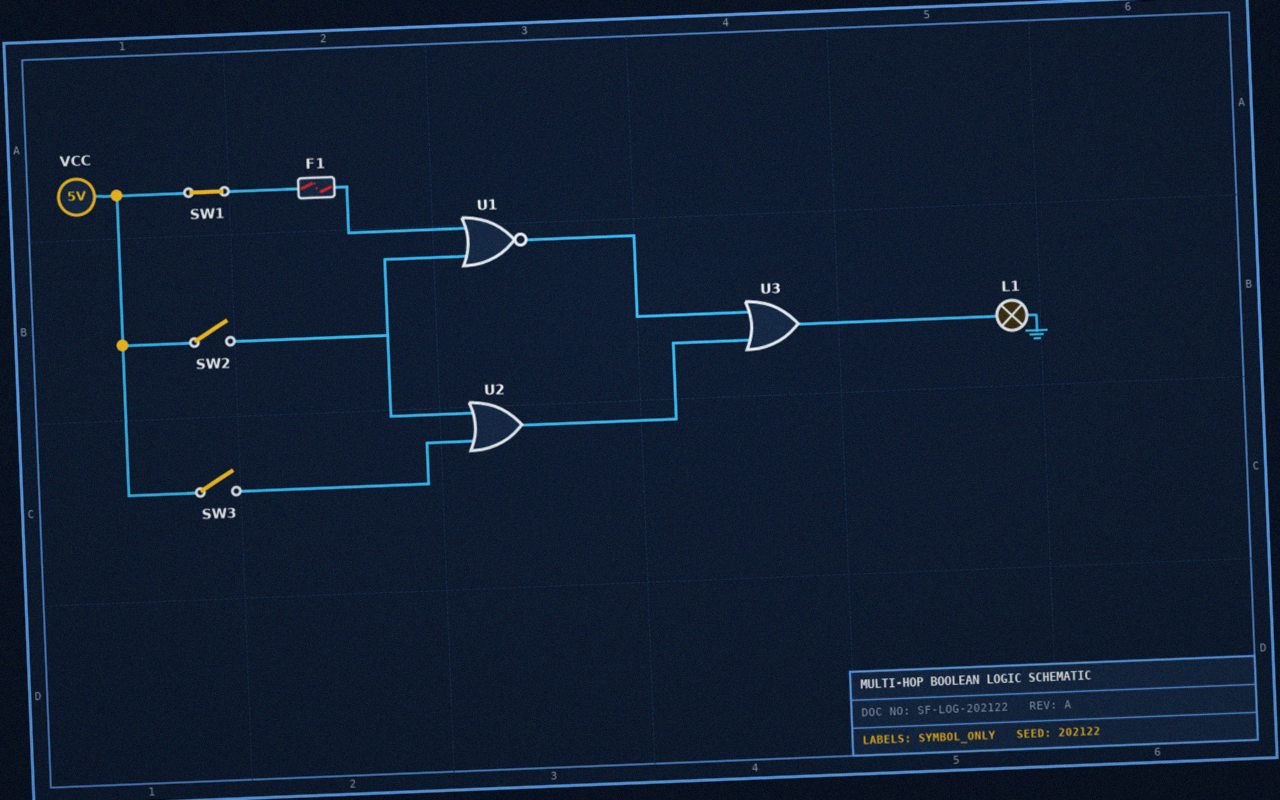 1 2 3 4 5 6
A A
VCC
5V
SW1
F1
U1
B B
SW2
U2
U3
L1
C C
SW3
D D
MULTI-HOP BOOLEAN LOGIC SCHEMATIC
DOC NO: SF-LOG-202122 REV: A
LABELS: SYMBOL_ONLY SEED: 202122
1 2 3 4 5 6